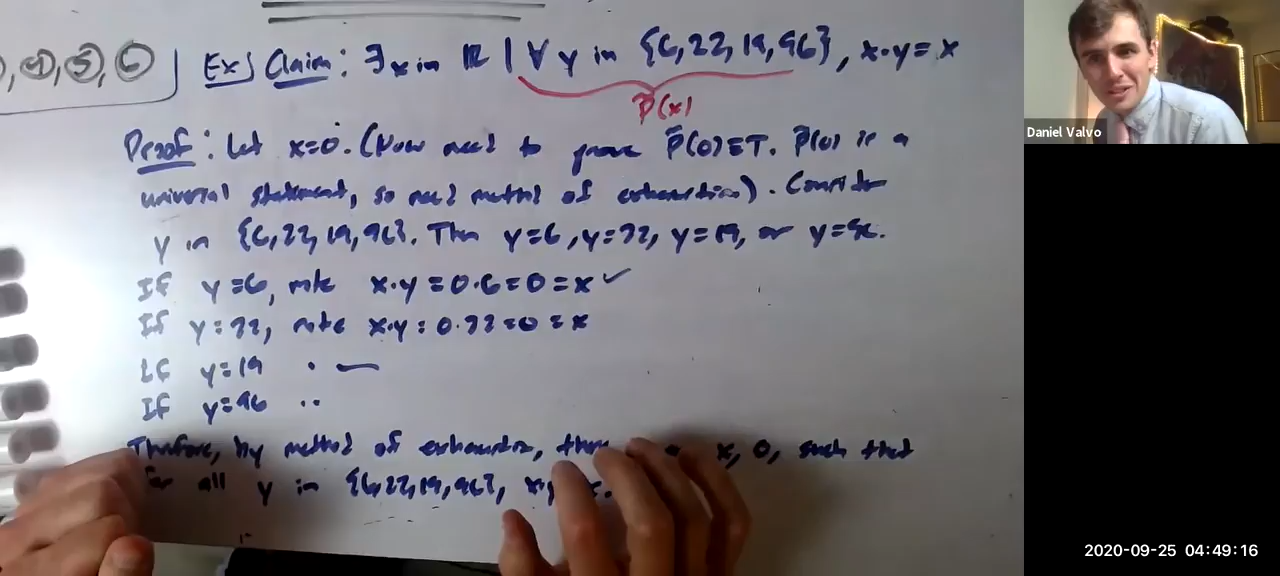 , 4, 5, 6
Ex) Claim: ∃ x in ℝ | ∀ y in {6,22,19,96}, x·y = x
P(x)
Proof: Let x=0. (Now need to prove P(0)≡T. P(0) is a
universal statement, so need method of exhaustion). Consider
y in {6,22,19,96}. Then y=6, y=22, y=19, or y=96.
If y=6, note x·y=0·6=0=x ✓
If y=22, note x·y=0·22=0=x
If y=19 · —
If y=96 ··
Therefore, by method of exhaustion, there x, 0, such that
for all y in {6,22,19,96}, x·y x.
Daniel Valvo
2020-09-25 04:49:16